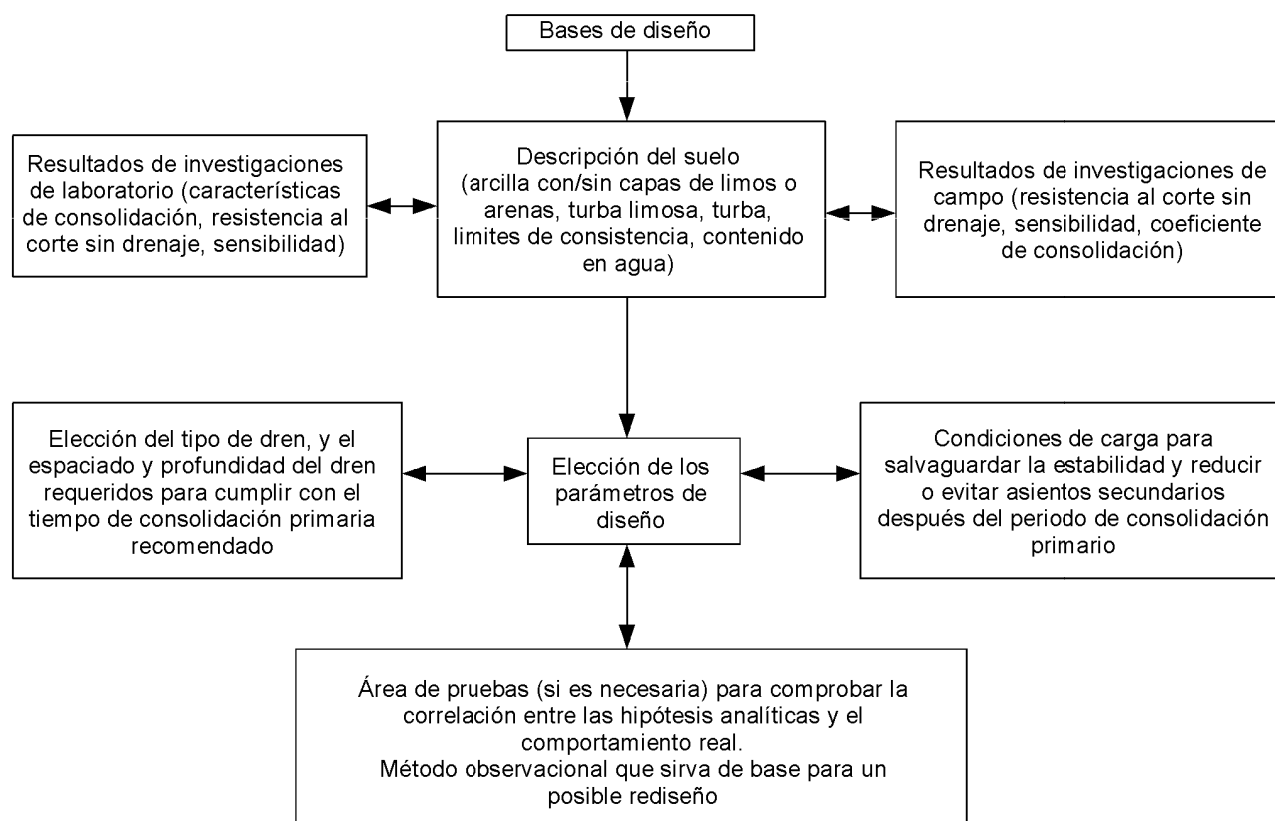 Bases de diseño
Resultados de investigaciones
de laboratorio (características
de consolidación, resistencia al
corte sin drenaje, sensibilidad)
Descripción del suelo
(arcilla con/sin capas de limos o
arenas, turba limosa, turba,
limites de consistencia, contenido
en agua)
Resultados de investigaciones de
campo (resistencia al corte sin
drenaje, sensibilidad, coeficiente
de consolidación)
Elección del tipo de dren, y el
espaciado y profundidad del dren
requeridos para cumplir con el
tiempo de consolidación primaria
recomendado
Elección de los
parámetros de
diseño
Condiciones de carga para
salvaguardar la estabilidad y reducir
o evitar asientos secundarios
después del periodo de consolidación
primario
Área de pruebas (si es necesaria) para comprobar la
correlación entre las hipótesis analíticas y el
comportamiento real.
Método observacional que sirva de base para un
posible rediseño